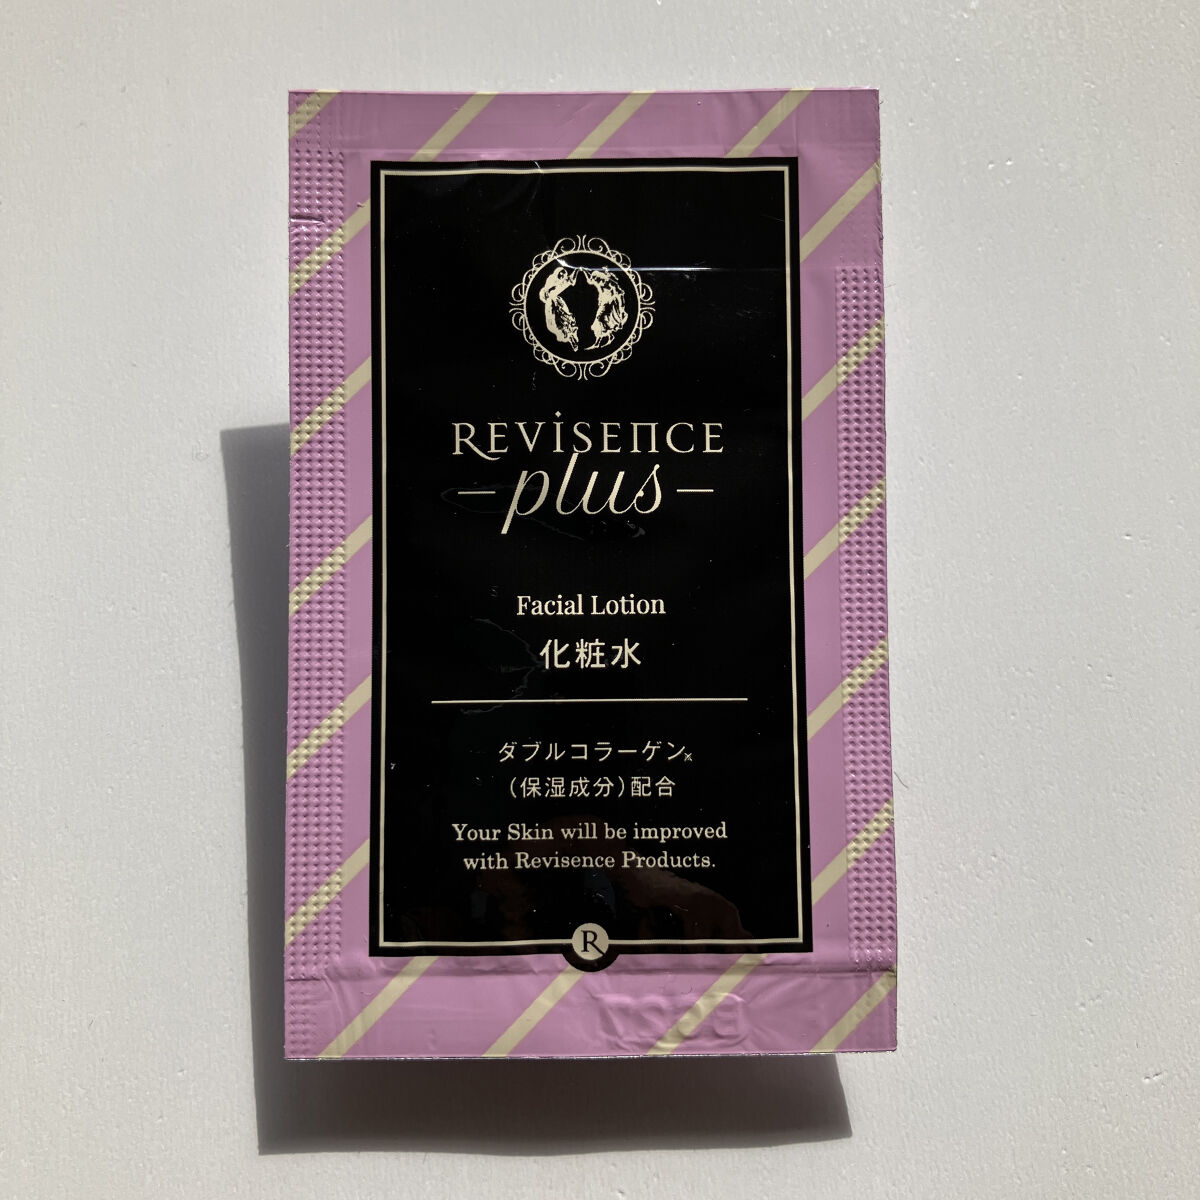 REVISENCE
plus
Facial Lotion
化粧水
ダブルコラーゲン※
(保湿成分)配合
Your Skin will be improved
with Revisence Products.
R